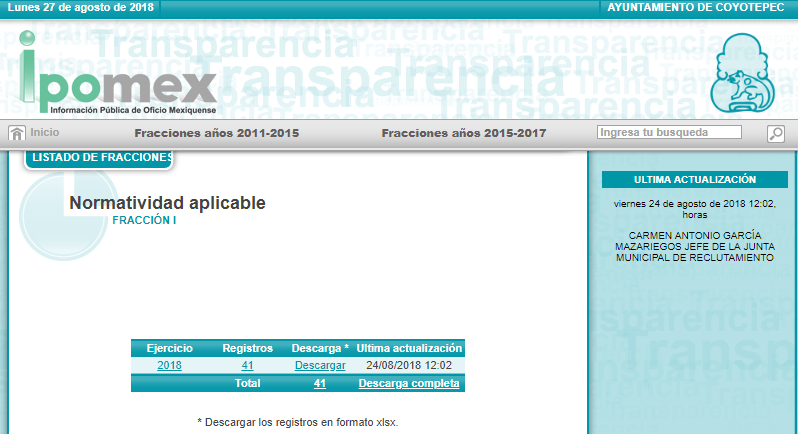 Lunes 27 de agosto de 2018
AYUNTAMIENTO DE COYOTEPEC
Transparencia
ipomex
Información Pública de Oficio Mexiquense
Inicio
Fracciones años 2011-2015
Fracciones años 2015-2017
Ingresa tu busqueda
LISTADO DE FRACCIONES
Normatividad aplicable
FRACCIÓN I
Ejercicio Registros Descarga * Ultima actualización
2018 41 Descargar 24/08/2018 12:02
Total 41 Descarga completa
* Descargar los registros en formato xlsx.
ULTIMA ACTUALIZACIÓN
viernes 24 de agosto de 2018 12:02,
horas
CARMEN ANTONIO GARCÍA
MAZARIEGOS JEFE DE LA JUNTA
MUNICIPAL DE RECLUTAMIENTO